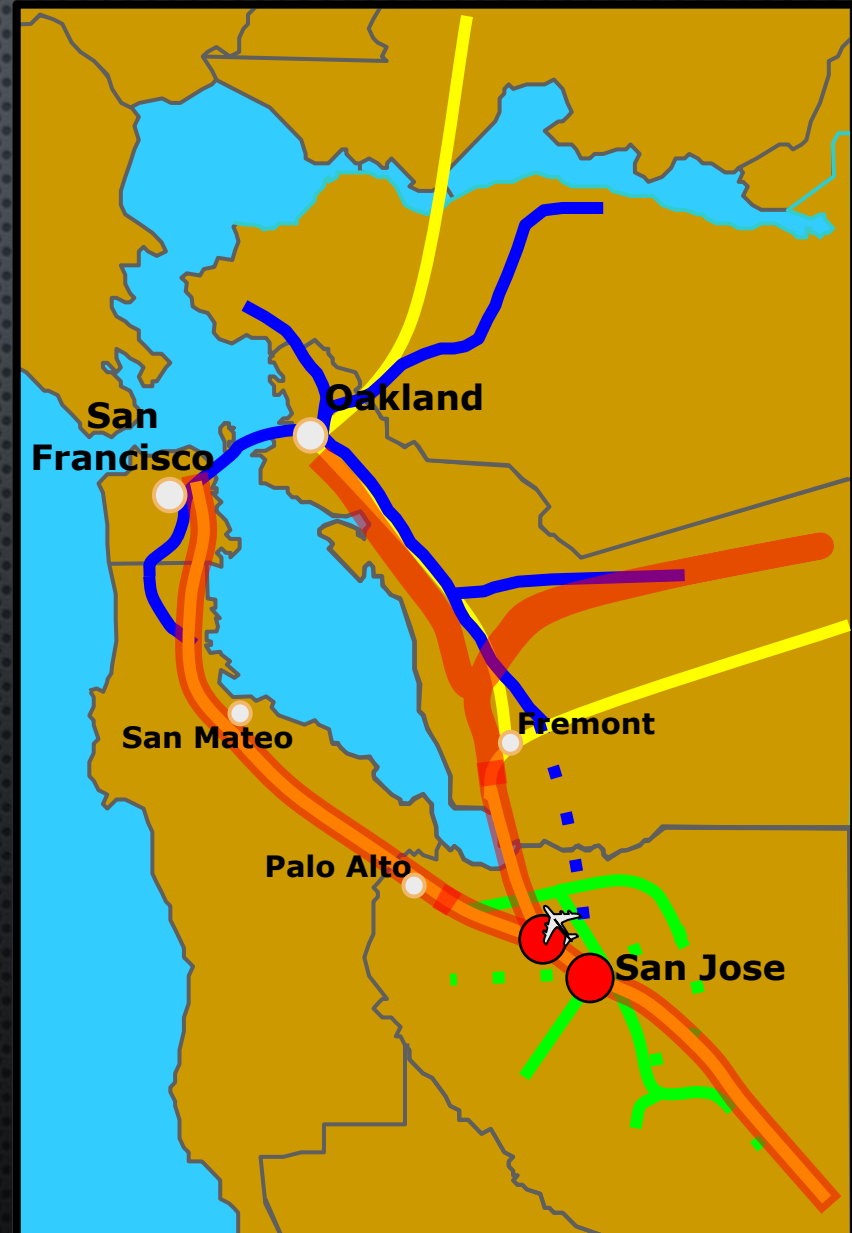 Oakland
San
Francisco
San Mateo
Fremont
Palo Alto
San Jose